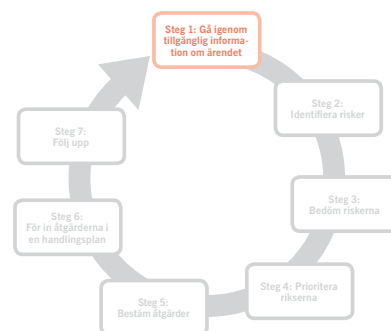 Steg 1: Gå igenom
tillgänglig informa-
tion om ärendet
Steg 2:
Identifiera risker
Steg 3:
Bedöm riskerna
Steg 4: Prioritera
rikserna
Steg 5:
Bestäm åtgärder
Steg 6:
För in åtgärderna i
en handlingsplan
Steg 7:
Följ upp